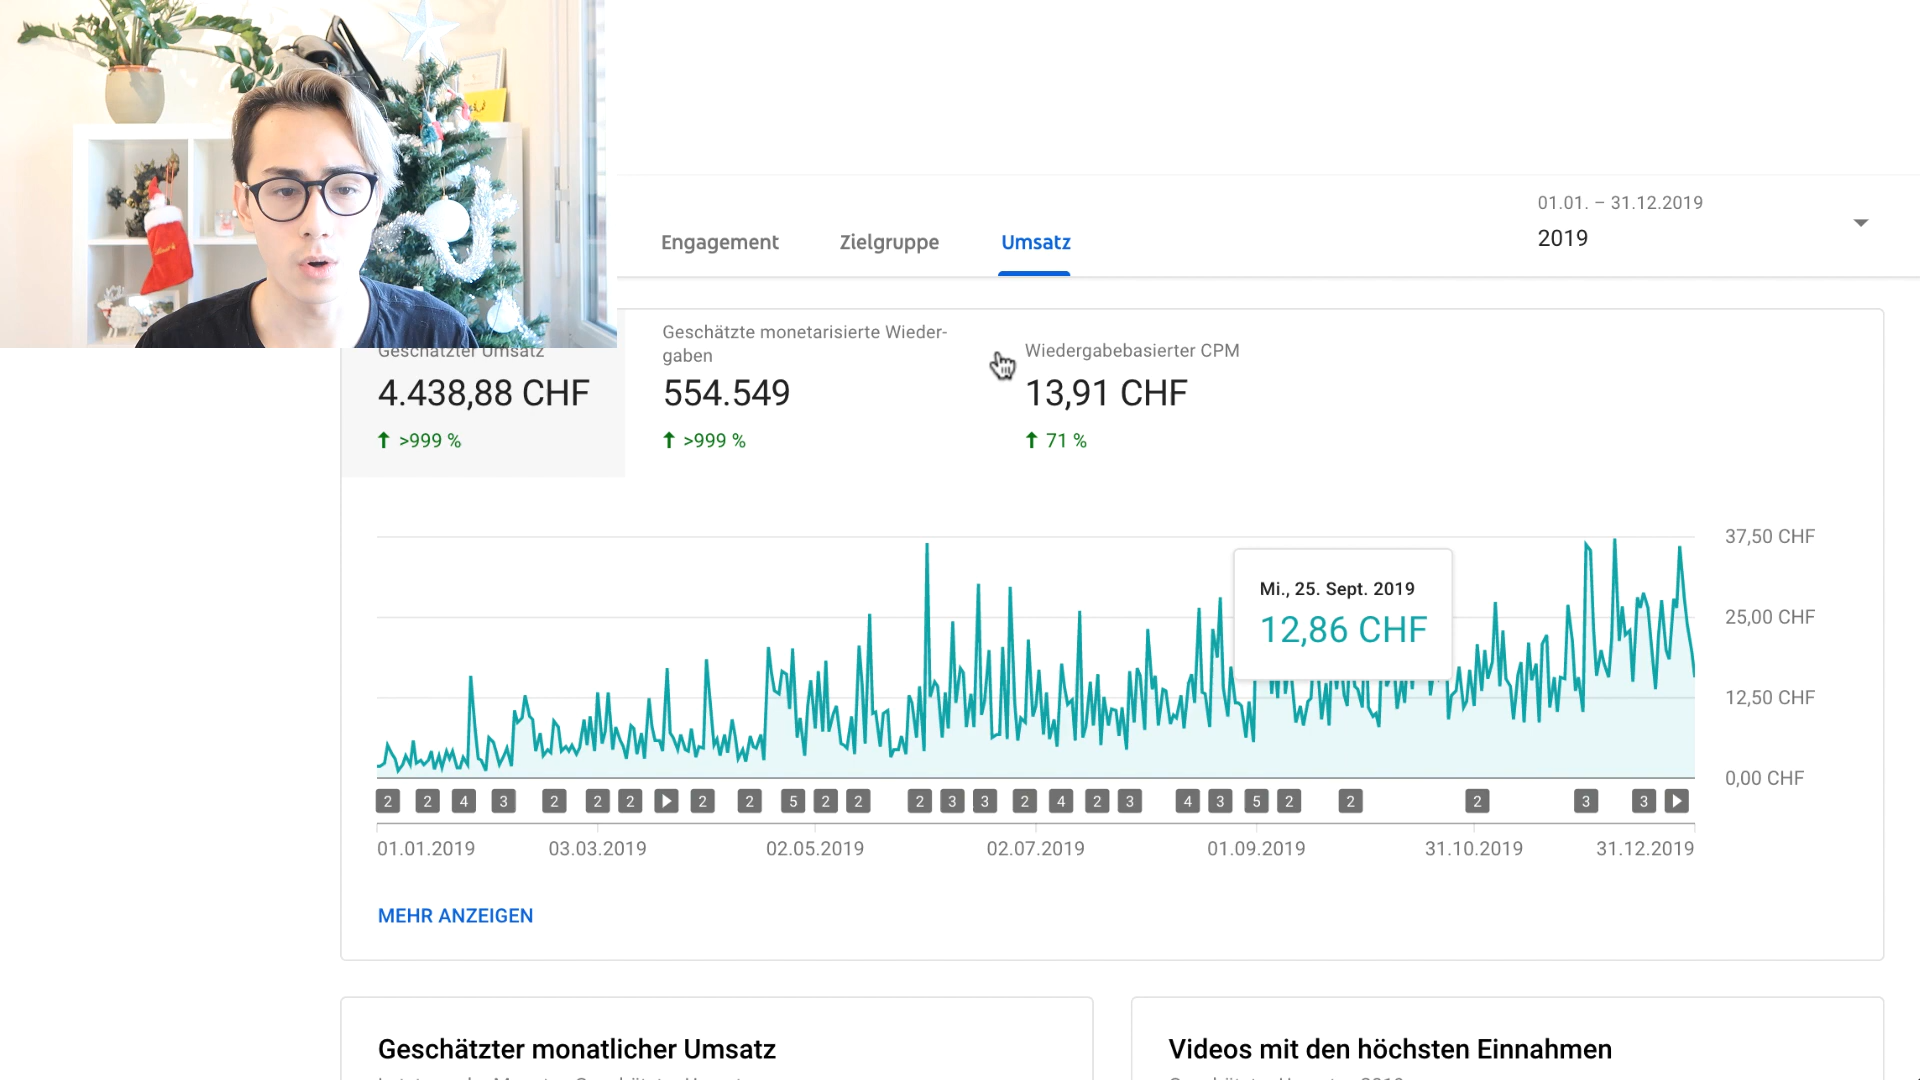 01.01. – 31.12.2019
2019
Engagement
Zielgruppe
Umsatz
Geschätzter Umsatz
4.438,88 CHF
>999 %
Geschätzte monetarisierte Wieder-
gaben
554.549
>999 %
Wiedergabebasierter CPM
13,91 CHF
71 %
37,50 CHF
25,00 CHF
12,50 CHF
0,00 CHF
Mi., 25. Sept. 2019
12,86 CHF
2 2 4 3 2 2 2 2 2 5 2 2 2 3 3 2 4 2 3 4 3 5 2 2 2 3 3
01.01.2019 03.03.2019 02.05.2019 02.07.2019 01.09.2019 31.10.2019 31.12.2019
MEHR ANZEIGEN
Geschätzter monatlicher Umsatz
Videos mit den höchsten Einnahmen